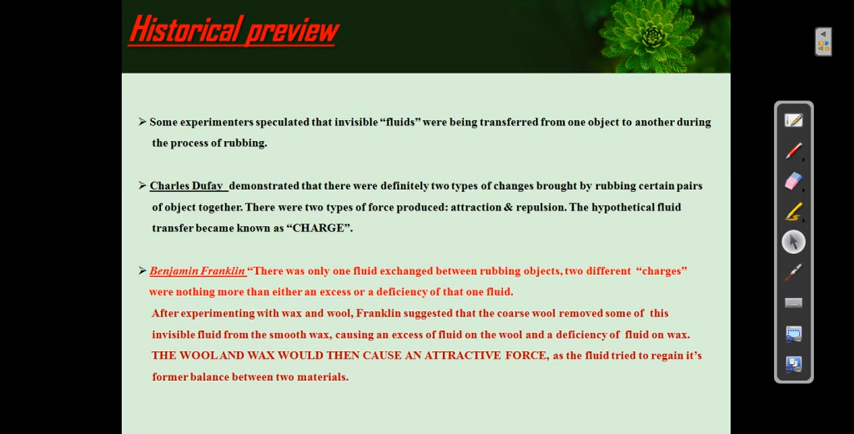 Historical preview
➢ Some experimenters speculated that invisible “fluids” were being transferred from one object to another during
the process of rubbing.
➢ Charles Dufay demonstrated that there were definitely two types of changes brought by rubbing certain pairs
of object together. There were two types of force produced: attraction & repulsion. The hypothetical fluid
transfer became known as “CHARGE”.
➢ Benjamin Franklin “There was only one fluid exchanged between rubbing objects, two different “charges”
were nothing more than either an excess or a deficiency of that one fluid.
After experimenting with wax and wool, Franklin suggested that the coarse wool removed some of this
invisible fluid from the smooth wax, causing an excess of fluid on the wool and a deficiency of fluid on wax.
THE WOOL AND WAX WOULD THEN CAUSE AN ATTRACTIVE FORCE, as the fluid tried to regain it’s
former balance between two materials.